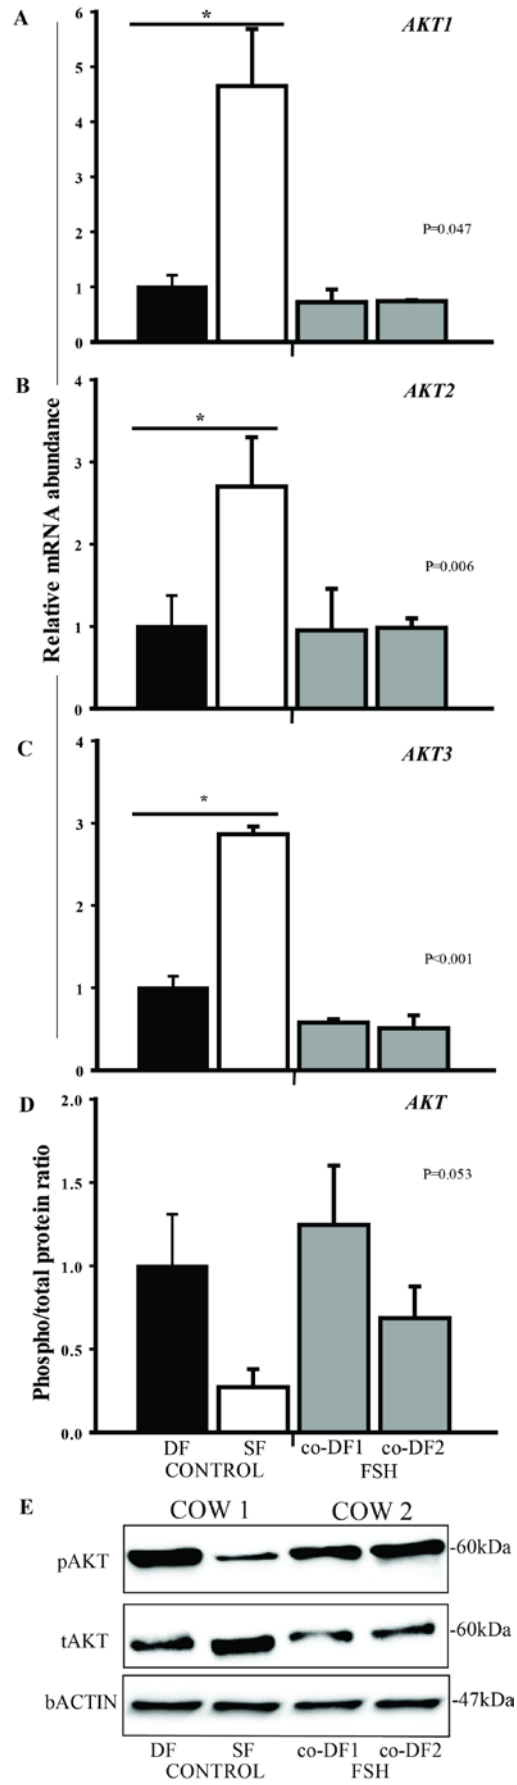 A
AKT1
*
6
5
4
3
2
1
0
P=0.047
B
AKT2
*
4
3
2
1
0
P=0.006
Relative mRNA abundance
C
AKT3
*
4
3
2
1
0
P<0.001
D
AKT
2.0
1.5
1.0
0.5
0.0
P=0.053
Phospho/total protein ratio
DF SF co-DF1 co-DF2
CONTROL FSH
E
COW 1 COW 2
pAKT -60kDa
tAKT -60kDa
bACTIN -47kDa
DF SF co-DF1 co-DF2
CONTROL FSH